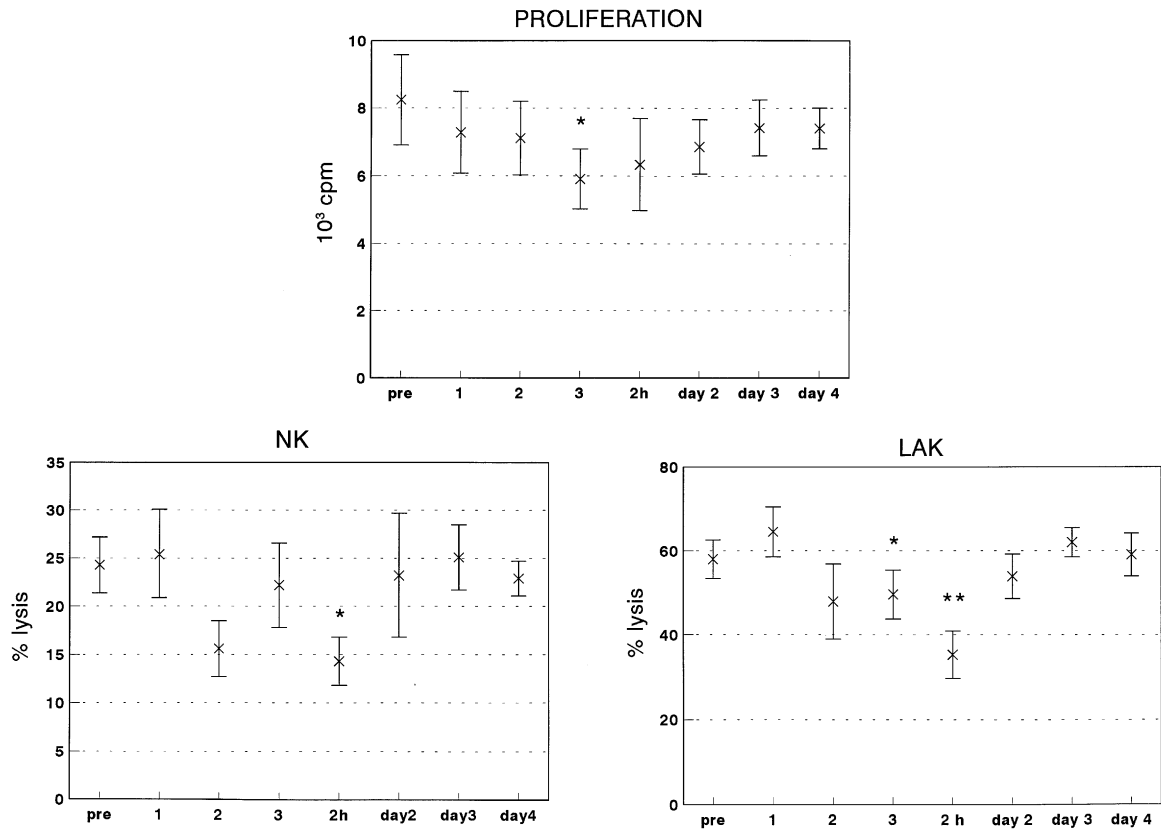 PROLIFERATION
10
8
6
4
2
0
10³ cpm
*
pre 1 2 3 2h day 2 day 3 day 4
NK
35
30
25
20
15
10
5
0
% lysis
*
pre 1 2 3 2h day2 day3 day4
LAK
80
60
40
20
0
% lysis
*
**
pre 1 2 3 2 h day 2 day 3 day 4